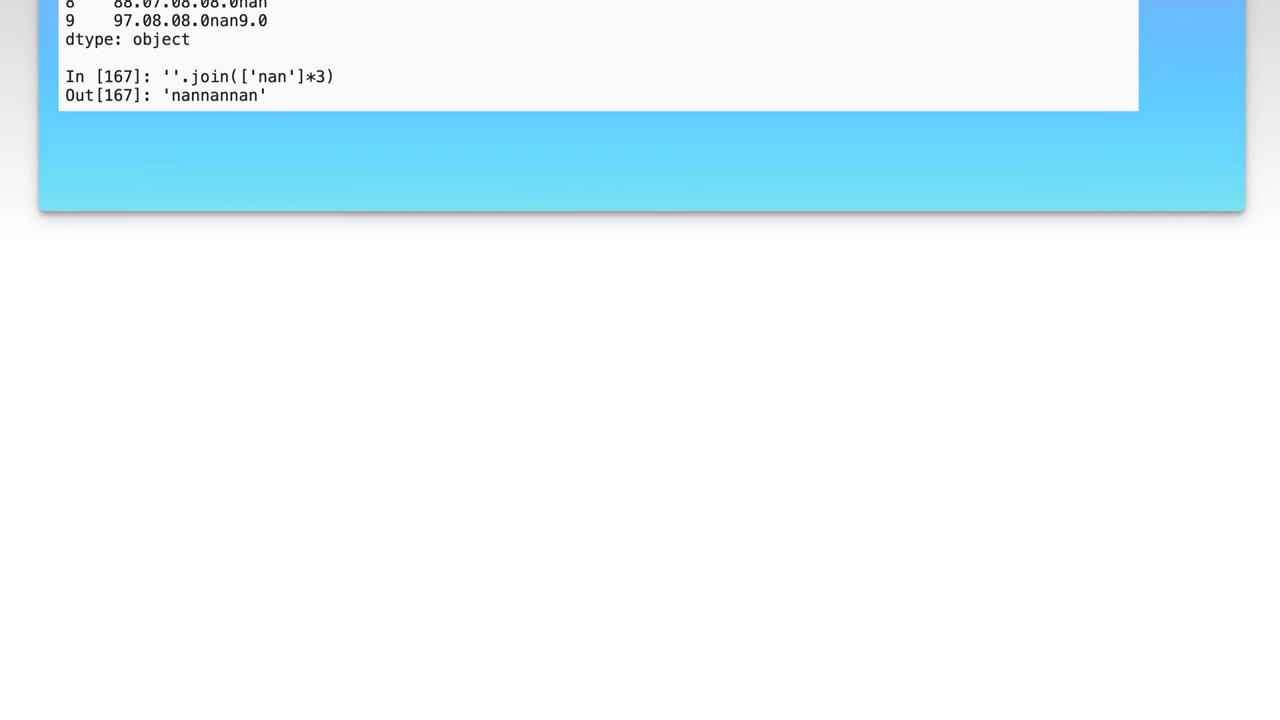 8    88.07.08.08.0nan
9    97.08.08.0nan9.0
dtype: object
In [167]: ''.join(['nan']*3)
Out[167]: 'nannannan'